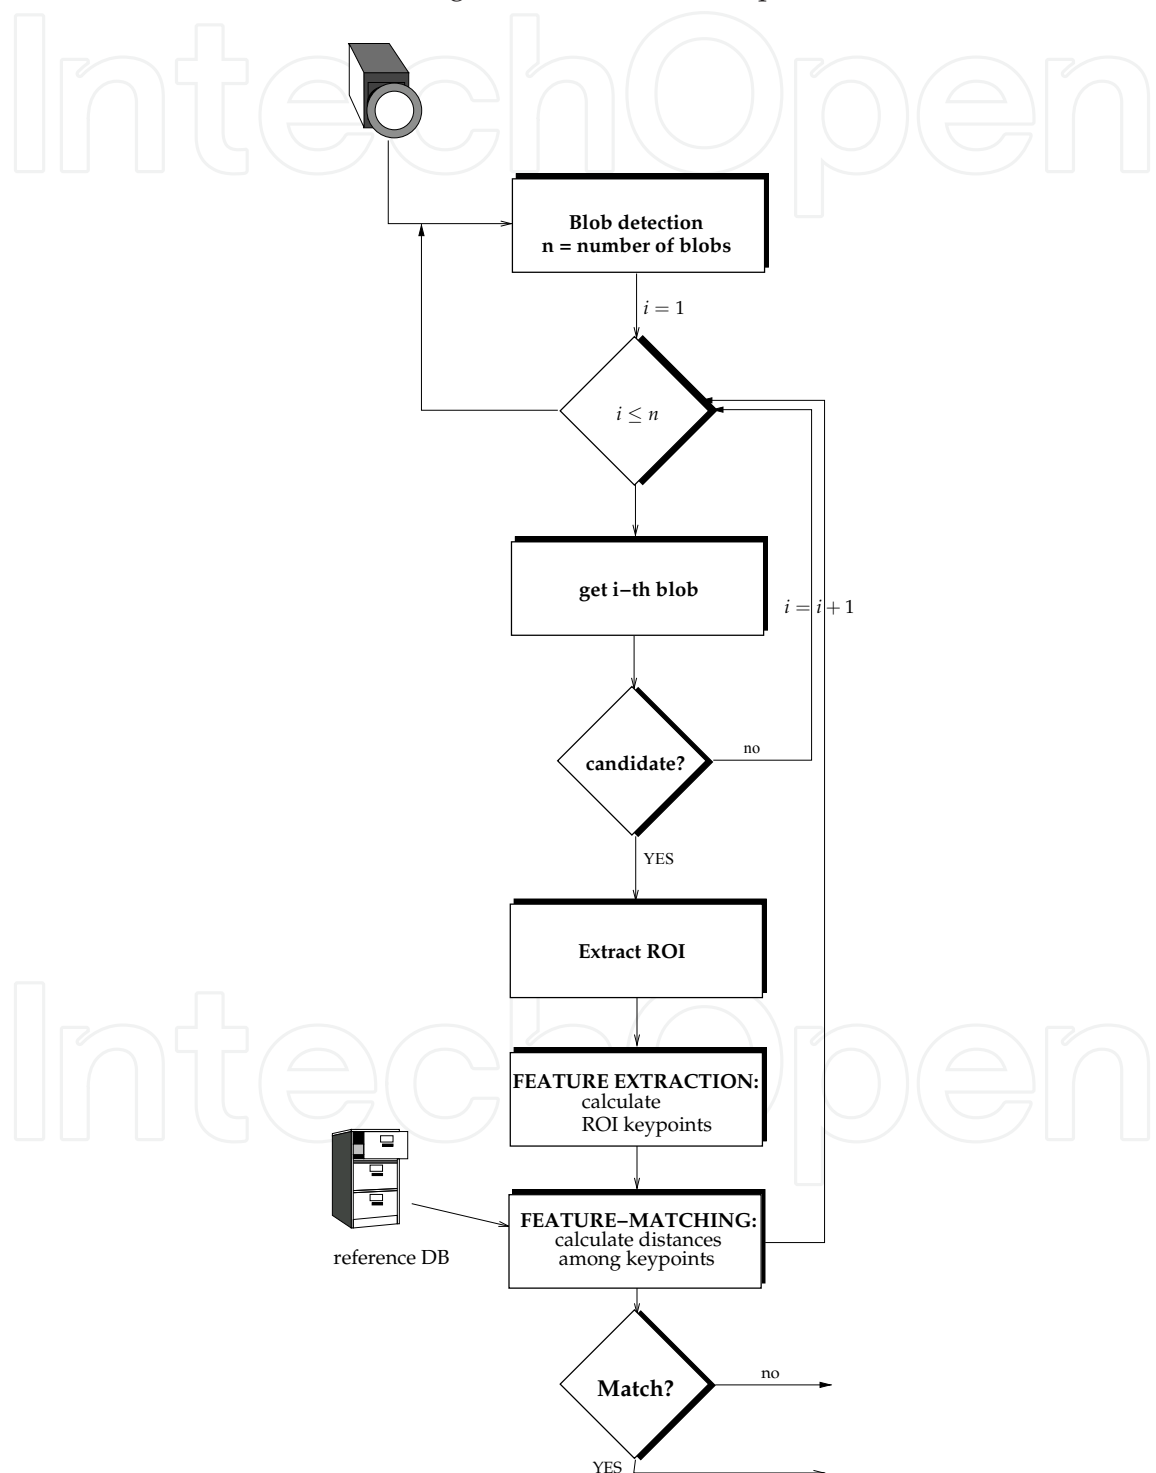 IntechOpen
Blob detection
n = number of blobs
i = 1
i ≤ n
get i−th blob
i = i + 1
candidate?
no
YES
Extract ROI
IntechOpen
FEATURE EXTRACTION:
calculate
ROI keypoints
FEATURE−MATCHING:
calculate distances
among keypoints
reference DB
Match?
no
YES